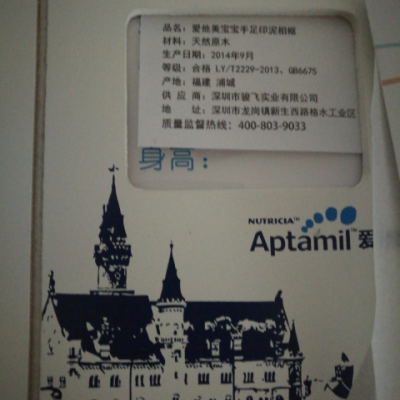 品名：爱他美宝宝手足印泥相框
材料：天然原木
生产日期：2014年9月
等级：合格 LY/T2229-2013、GB6675
产地：福建 浦城
供 应 商：深圳市骏飞实业有限公司
地 址：深圳市龙岗镇新生西路格水工业区
质量监督热线：400-803-9033
身高：
NUTRICIA™
Aptamil™ 爱